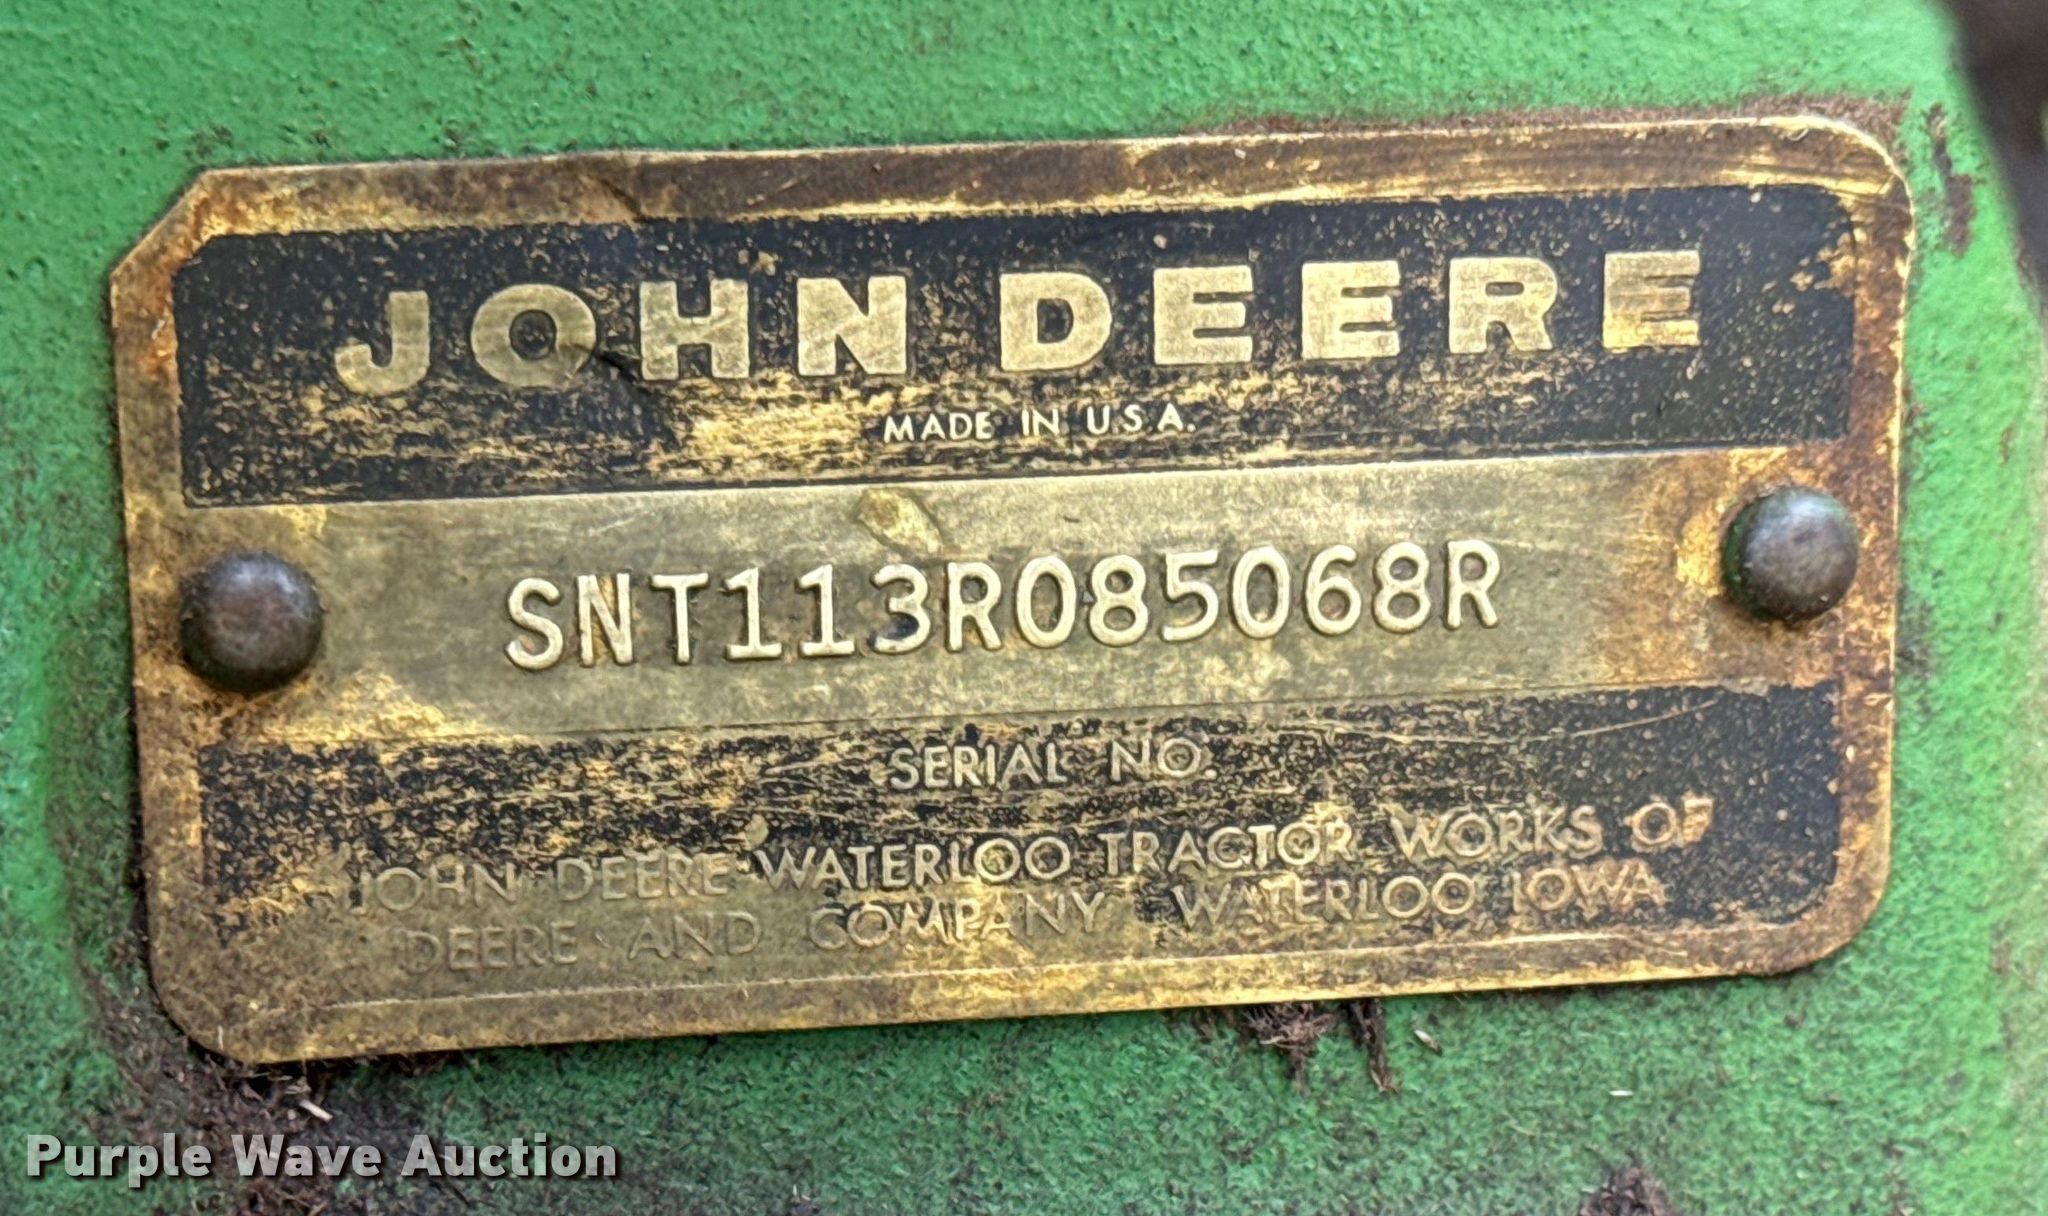 JOHN DEERE
MADE IN U.S.A.
SNT113R085068R
SERIAL NO.
JOHN DEERE WATERLOO TRACTOR WORKS OF
DEERE AND COMPANY WATERLOO IOWA
Purple Wave Auction